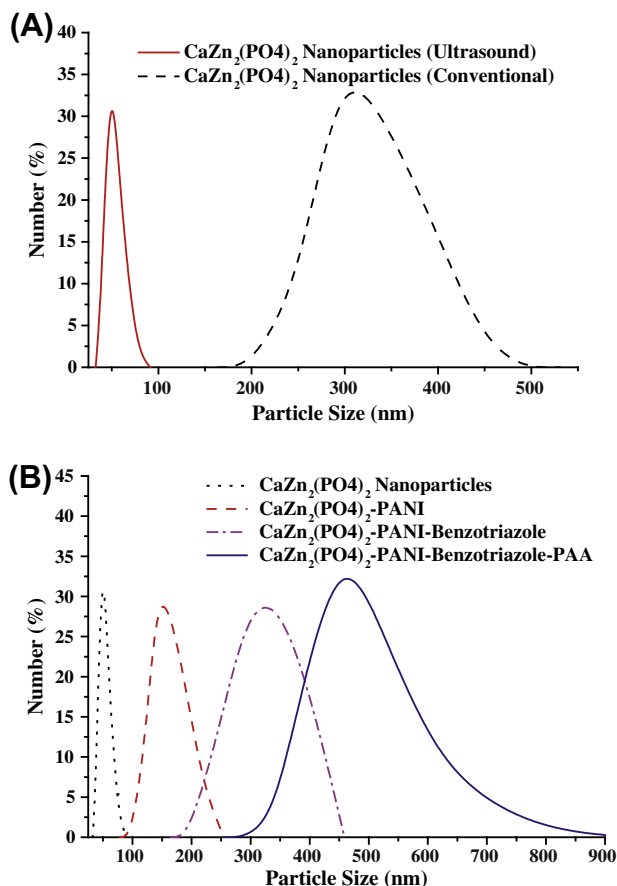 (A)
CaZn₂(PO4)₂ Nanoparticles (Ultrasound)
CaZn₂(PO4)₂ Nanoparticles (Conventional)
40
35
30
25
20
15
10
5
0
Number (%)
100 200 300 400 500
Particle Size (nm)
(B)
CaZn₂(PO4)₂ Nanoparticles
CaZn₂(PO4)₂-PANI
CaZn₂(PO4)₂-PANI-Benzotriazole
CaZn₂(PO4)₂-PANI-Benzotriazole-PAA
45
40
35
30
25
20
15
10
5
0
Number (%)
100 200 300 400 500 600 700 800 900
Particle Size (nm)